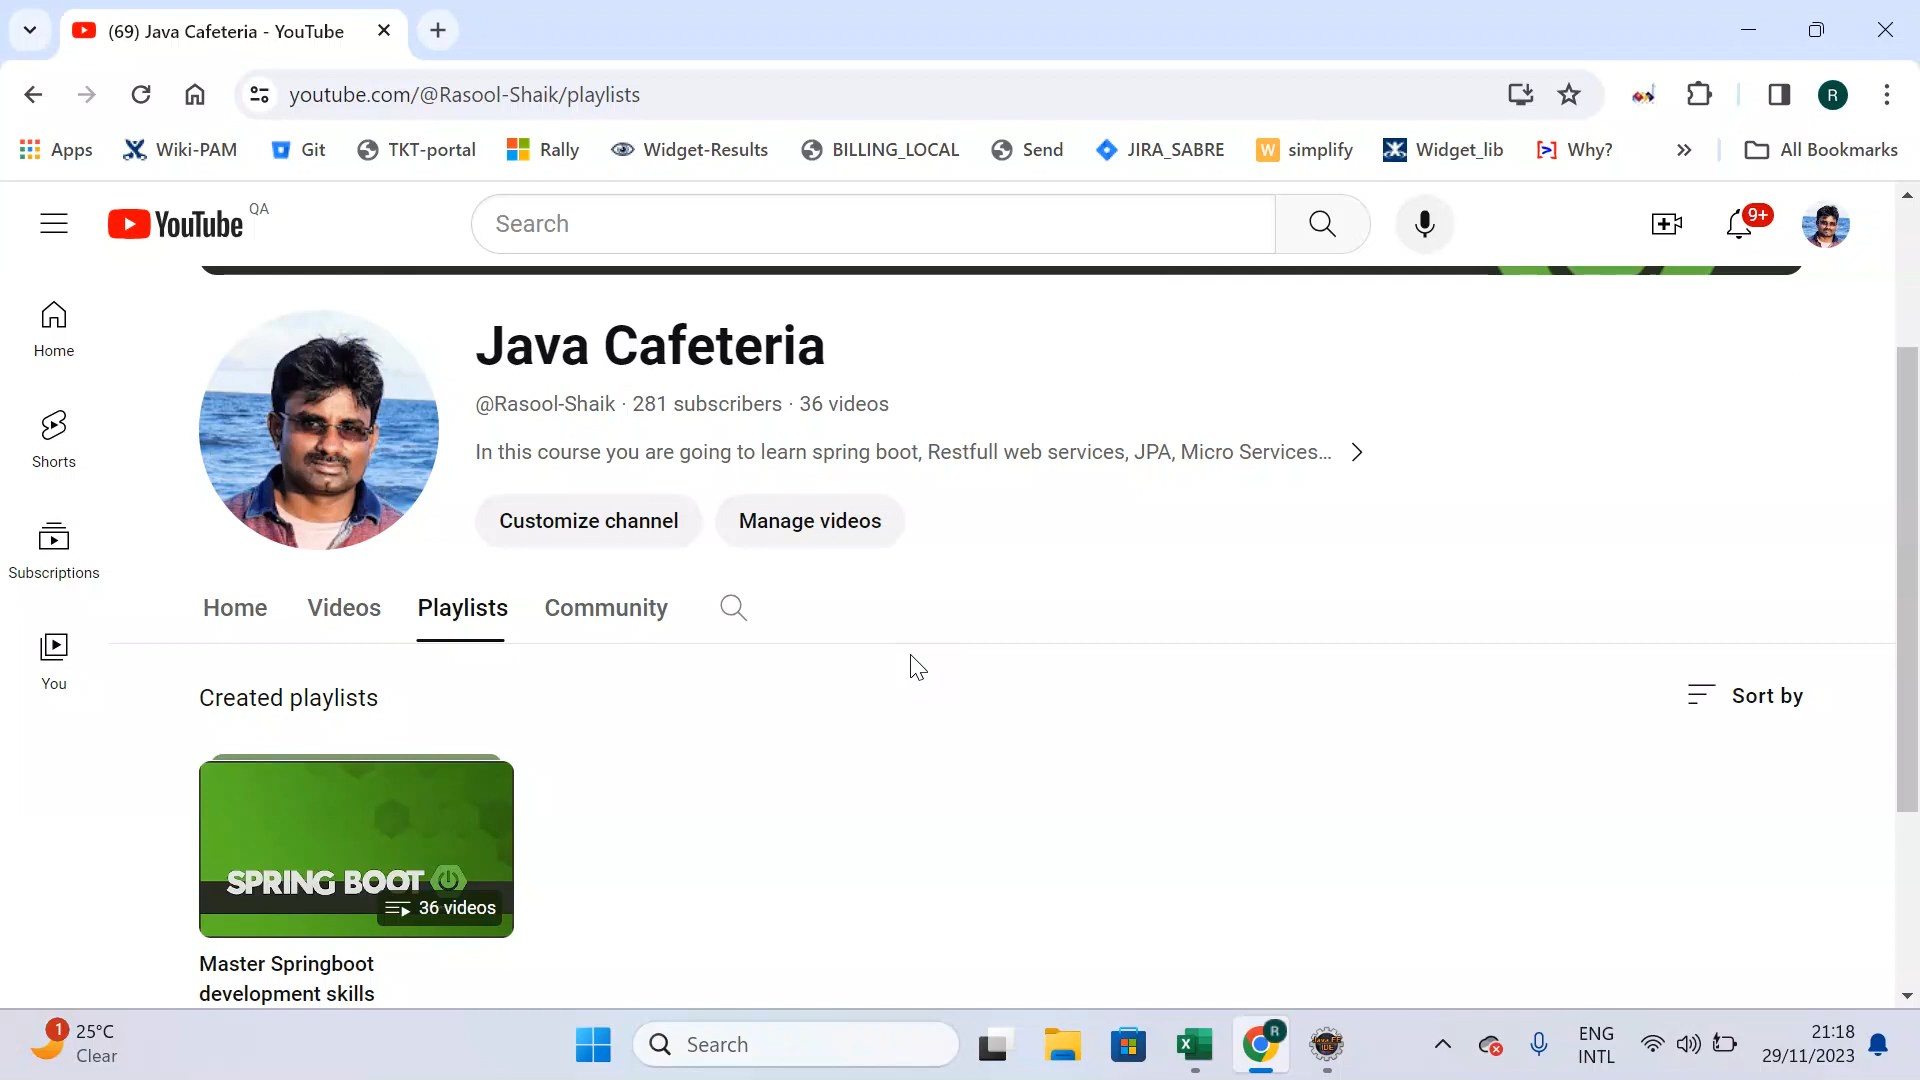 (69) Java Cafeteria - YouTube
youtube.com/@Rasool-Shaik/playlists
R
Apps
Wiki-PAM
Git
TKT-portal
Rally
Widget-Results
BILLING_LOCAL
Send
JIRA_SABRE
W simplify
Widget_lib
Why?
All Bookmarks
YouTube QA
Search
9+
Home
Shorts
Subscriptions
You
Java Cafeteria
@Rasool-Shaik · 281 subscribers · 36 videos
In this course you are going to learn spring boot, Restfull web services, JPA, Micro Services...
Customize channel
Manage videos
Home
Videos
Playlists
Community
Created playlists
Sort by
SPRING BOOT
36 videos
Master Springboot
development skills
1
25°C
Clear
Search
R
Java EE
IDE
ENG
INTL
21:18
29/11/2023